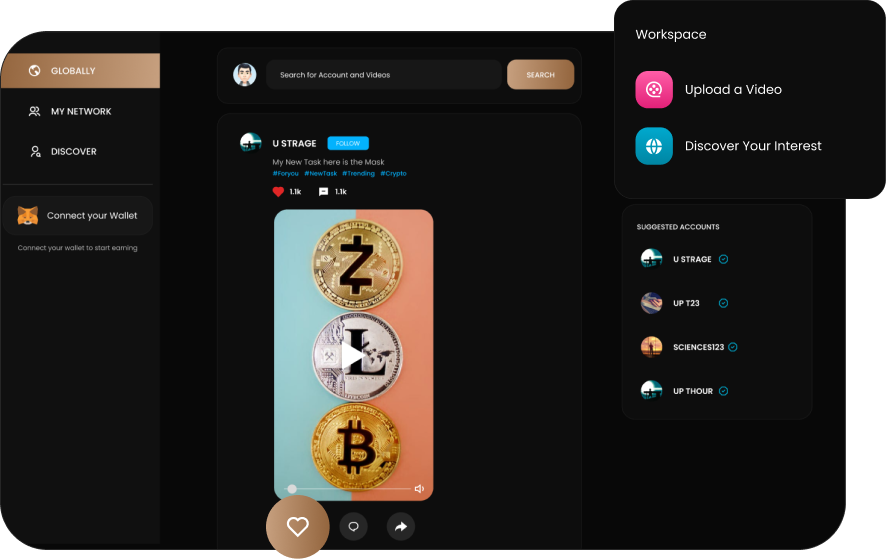 Workspace
Upload a Video
Discover Your Interest
GLOBALLY
MY NETWORK
DISCOVER
Connect your Wallet
Connect your wallet to start earning
Search for Account and Videos
SEARCH
U STRAGE
FOLLOW
My New Task here is the Mask
#Foryou #NewTask #Trending #Crypto
1.1k 1.1k
SUGGESTED ACCOUNTS
U STRAGE
UP T23
SCIENCES123
UP THOUR